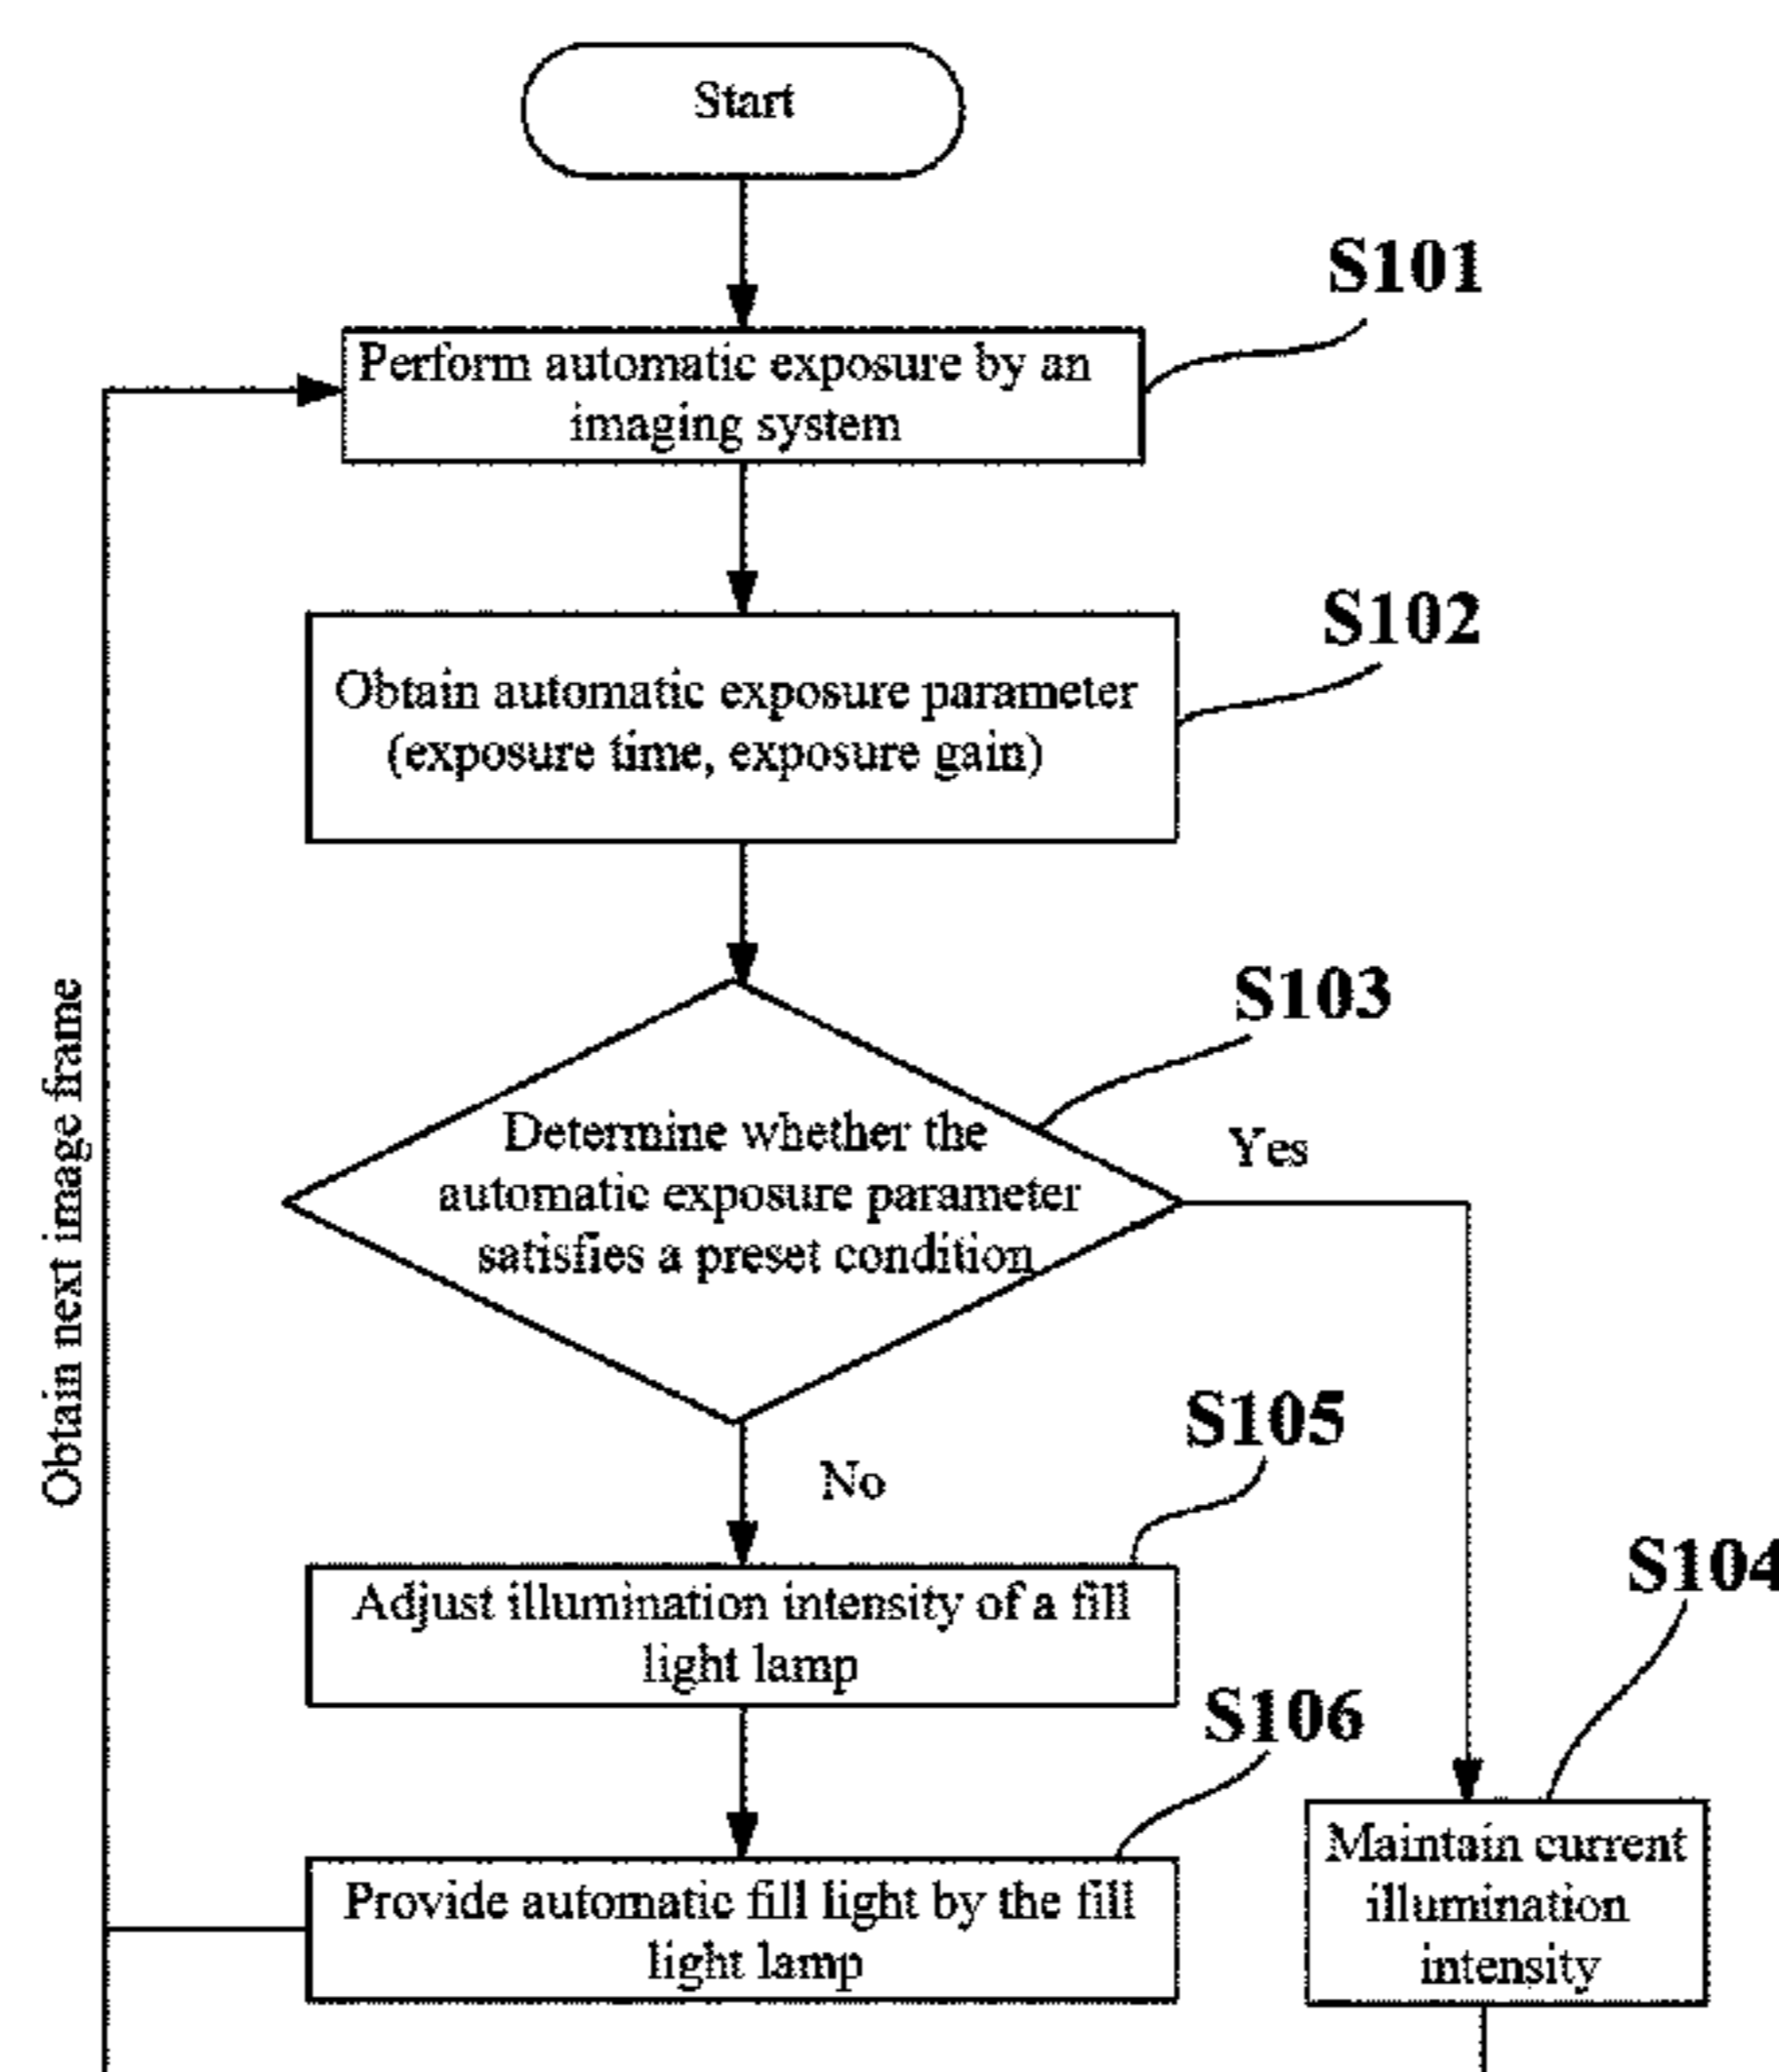 Start
S101
Perform automatic exposure by an
imaging system
S102
Obtain automatic exposure parameter
(exposure time, exposure gain)
S103
Determine whether the
automatic exposure parameter
satisfies a preset condition
Yes
Obtain next image frame
No
S105
Adjust illumination intensity of a fill
light lamp
S104
S106
Provide automatic fill light by the fill
light lamp
Maintain current
illumination
intensity